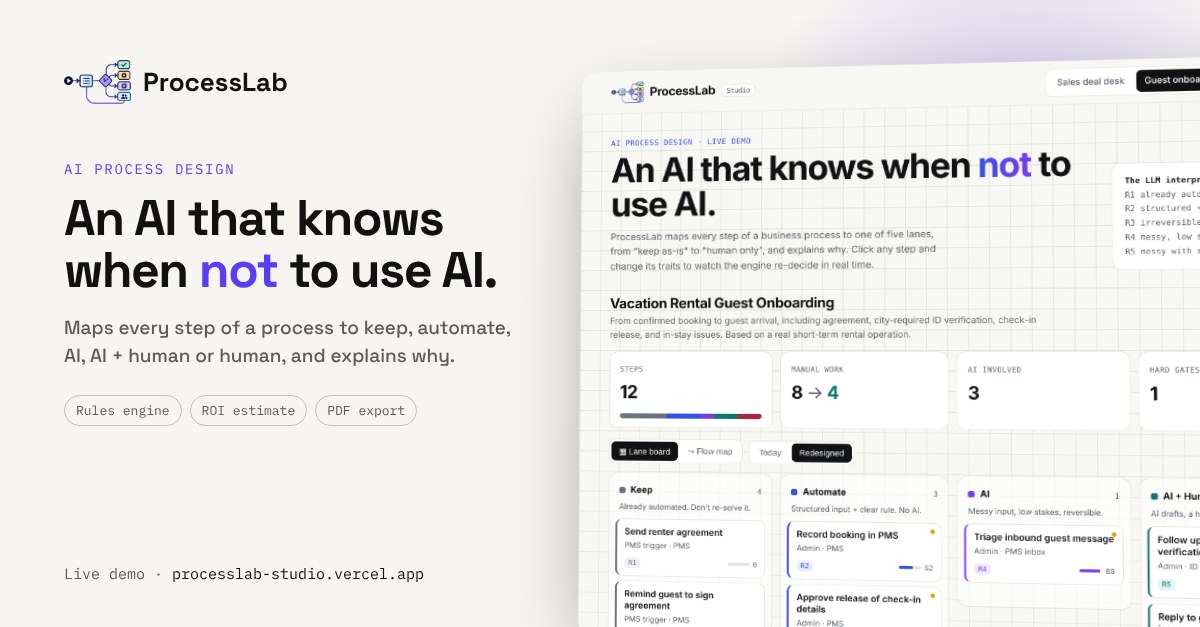 ProcessLab
AI PROCESS DESIGN
An AI that knows
when not to use AI.
Maps every step of a process to keep, automate,
AI, AI + human or human, and explains why.
Rules engine
ROI estimate
PDF export
Live demo · processlab-studio.vercel.app
ProcessLab Studio
Sales deal desk
Guest onboa
AI PROCESS DESIGN · LIVE DEMO
An AI that knows when not to
use AI.
ProcessLab maps every step of a business process to one of five lanes,
from "keep as-is" to "human only", and explains why. Click any step and
change its traits to watch the engine re-decide in real time.
The LLM interpr
R1 already auto
R2 structured +
R3 irreversible
R4 messy, low s
R5 messy with r
Vacation Rental Guest Onboarding
From confirmed booking to guest arrival, including agreement, city-required ID verification, check-in
release, and in-stay issues. Based on a real short-term rental operation.
STEPS
12
MANUAL WORK
8 → 4
AI INVOLVED
3
HARD GATES
1
Lane board
Flow map
Today
Redesigned
Keep 4
Already automated. Don't re-solve it.
Send renter agreement
PMS trigger · PMS
R1 0
Remind guest to sign
agreement
PMS trigger · PMS
Automate 3
Structured input + clear rule. No AI.
Record booking in PMS
Admin · PMS
R2 62
Approve release of check-in
details
Admin · PMS
AI 1
Messy input, low stakes, reversible.
Triage inbound guest message
Admin · PMS inbox
R4 88
AI + Hum
AI drafts, a h
Follow up
verificati
Admin · ID
R5
Reply to